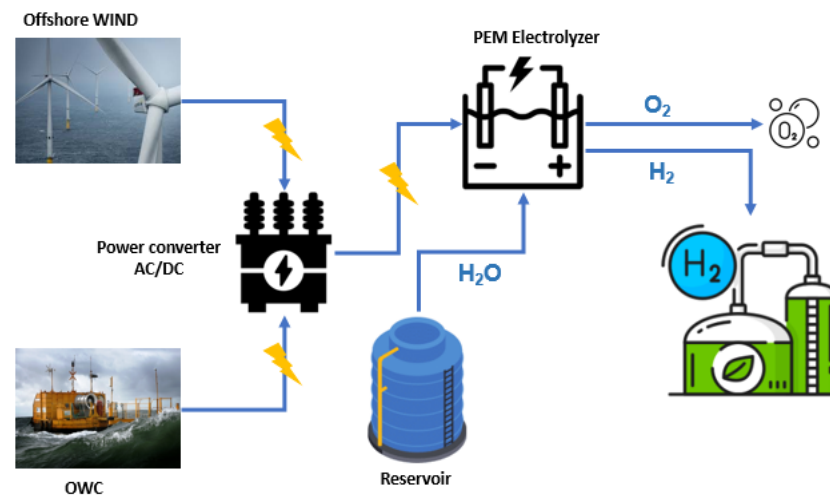 Offshore WIND
PEM Electrolyzer
O₂
O₂
H₂
Power converter
AC/DC
H₂O
H₂
Reservoir
OWC